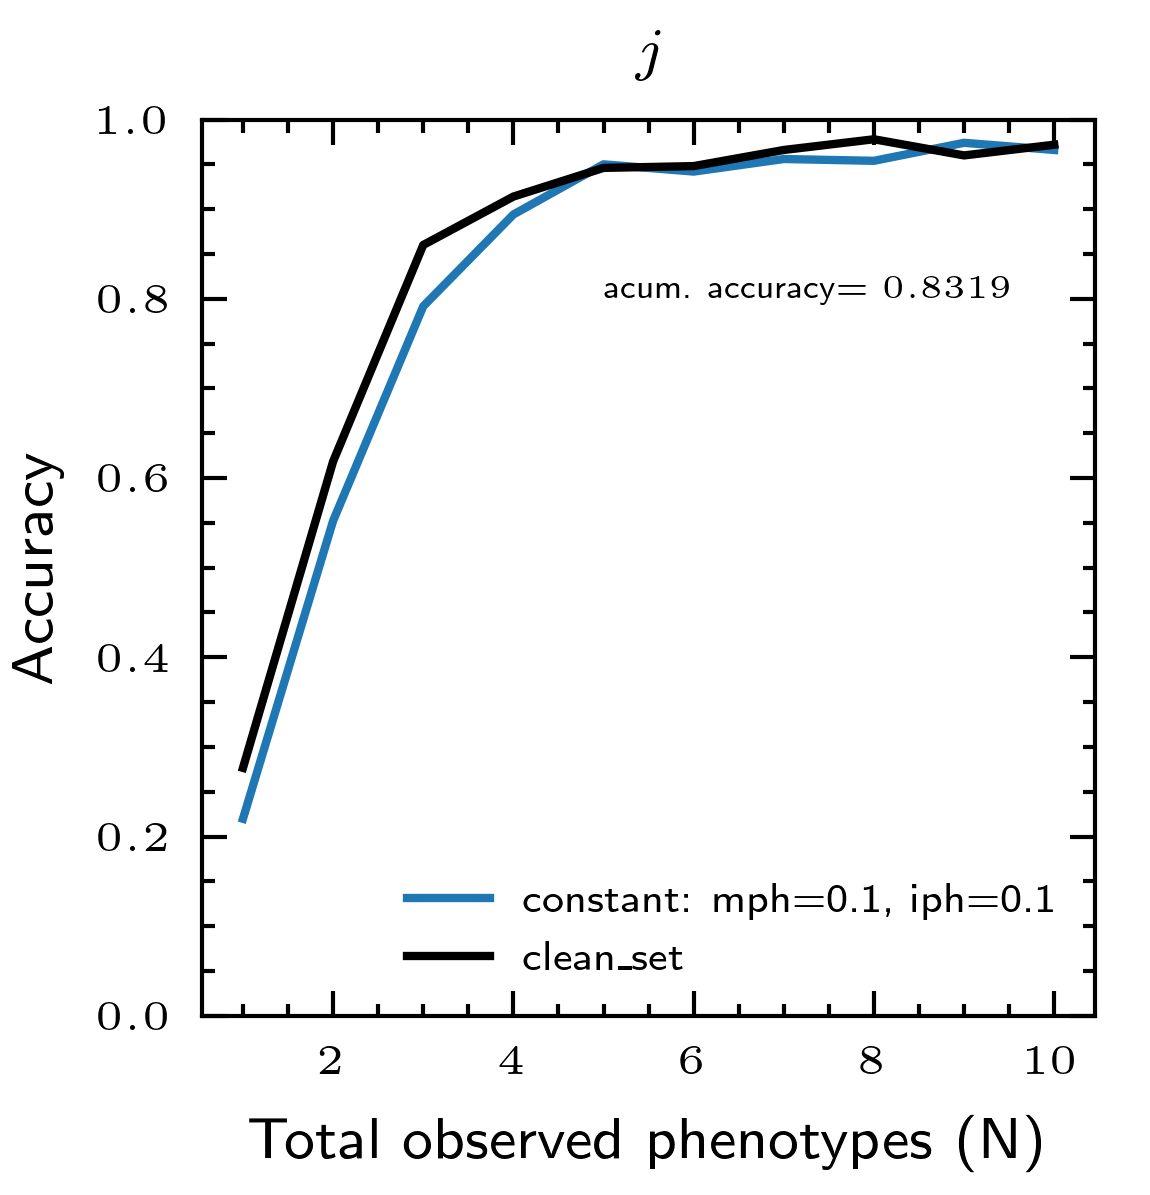 j
1.0
0.8
0.6
0.4
0.2
0.0
Accuracy
acum. accuracy= 0.8319
constant: mph=0.1, iph=0.1
clean_set
2 4 6 8 10
Total observed phenotypes (N)